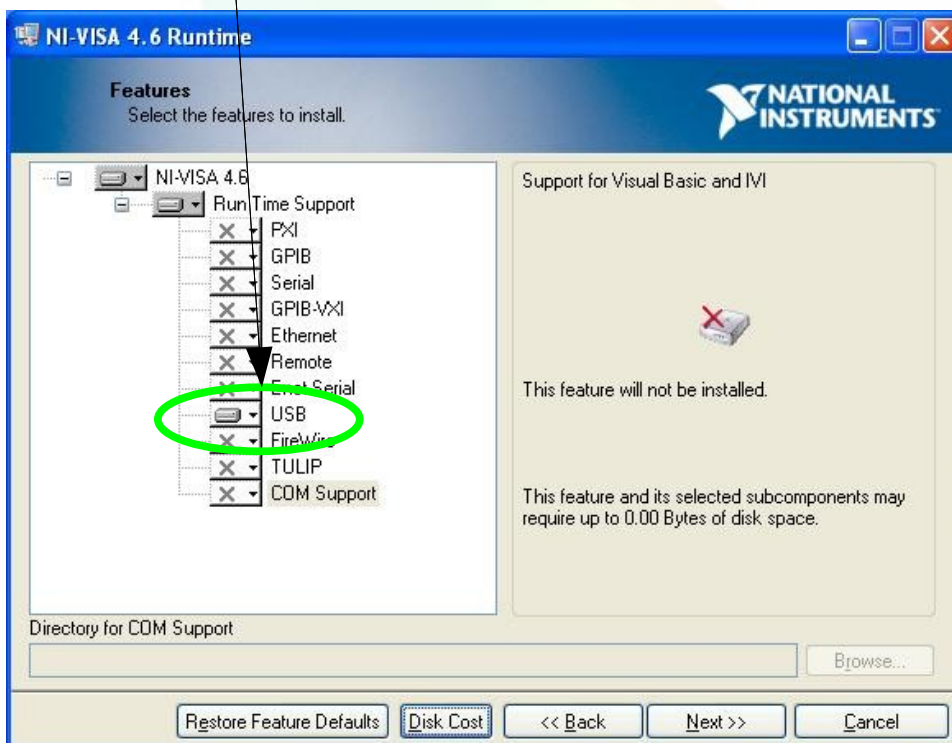 NI-VISA 4.6 Runtime
Features
Select the features to install.
NATIONAL
INSTRUMENTS
NI-VISA 4.6
Run Time Support
PXI
GPIB
Serial
GPIB-VXI
Ethernet
Remote
Enet Serial
USB
FireWire
TULIP
COM Support
Support for Visual Basic and IVI
This feature will not be installed.
This feature and its selected subcomponents may
require up to 0.00 Bytes of disk space.
Directory for COM Support
Browse...
Restore Feature Defaults
Disk Cost
<< Back
Next >>
Cancel